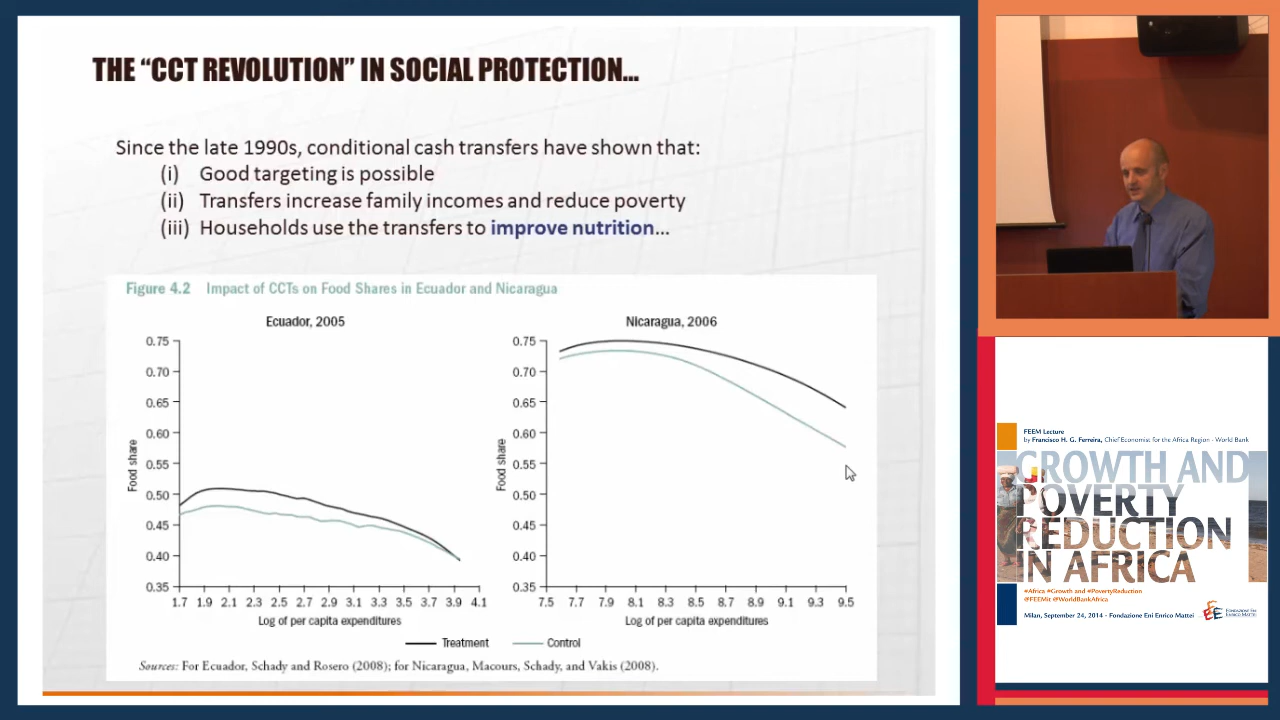 THE “CCT REVOLUTION” IN SOCIAL PROTECTION...
Since the late 1990s, conditional cash transfers have shown that:
(i) Good targeting is possible
(ii) Transfers increase family incomes and reduce poverty
(iii) Households use the transfers to improve nutrition...
Figure 4.2 Impact of CCTs on Food Shares in Ecuador and Nicaragua
Ecuador, 2005
0.75
0.70
0.65
0.60
0.55
0.50
0.45
0.40
0.35
Food share
1.7 1.9 2.1 2.3 2.5 2.7 2.9 3.1 3.3 3.5 3.7 3.9 4.1
Log of per capita expenditures
Nicaragua, 2006
0.75
0.70
0.65
0.60
0.55
0.50
0.45
0.40
0.35
Food share
7.5 7.7 7.9 8.1 8.3 8.5 8.7 8.9 9.1 9.3 9.5
Log of per capita expenditures
Treatment Control
Sources: For Ecuador, Schady and Rosero (2008); for Nicaragua, Macours, Schady, and Vakis (2008).
FEEM Lecture
by Francisco H. G. Ferreira, Chief Economist for the Africa Region - World Bank
GROWTH AND
POVERTY
REDUCTION
IN AFRICA
#Africa #Growth and #PovertyReduction
@FEEMit @WorldBankAfrica
Milan, September 24, 2014 - Fondazione Eni Enrico Mattei
FONDAZIONE ENI
ENRICO MATTEI